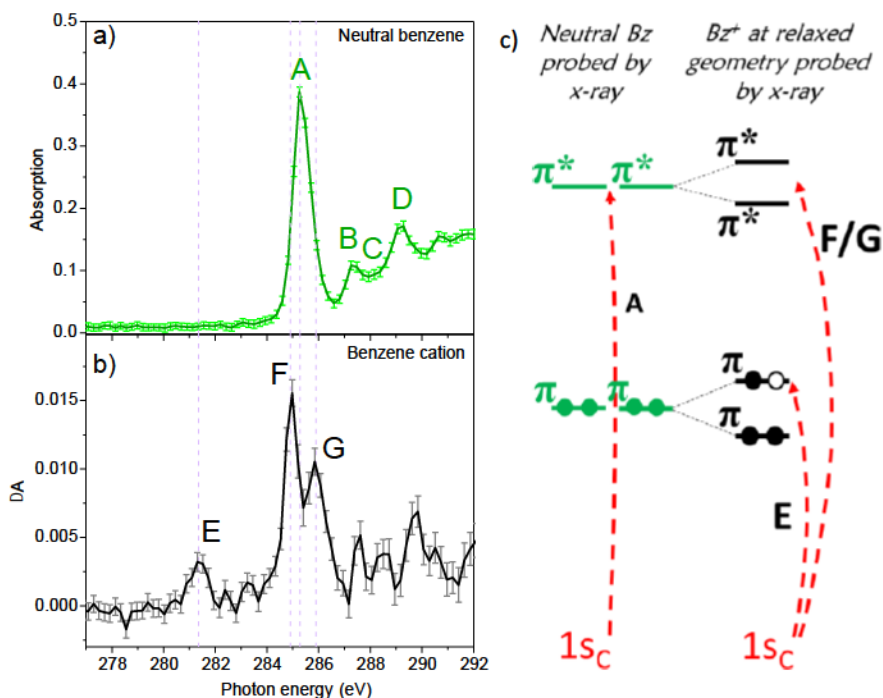 a)
Neutral benzene
0.5
0.4
0.3
0.2
0.1
0.0
Absorption
A
B
C
D
b)
Benzene cation
0.015
0.010
0.005
0.000
DA
E
F
G
278 280 282 284 286 288 290 292
Photon energy (eV)
c)
Neutral Bz
probed by
x-ray
Bz+ at relaxed
geometry probed
by x-ray
π* π*
π*
π*
F/G
A
π π
π
π
E
1sC
1sC